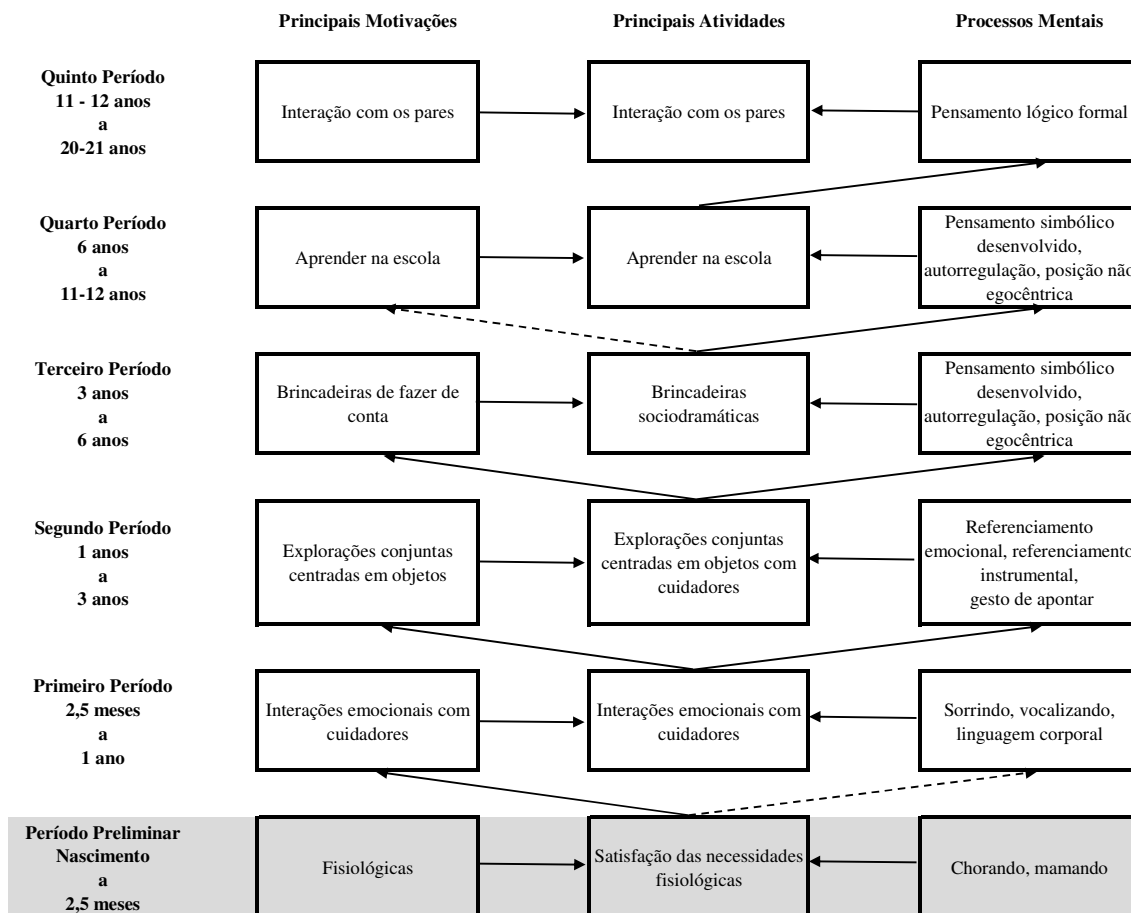 Principais Motivações
Principais Atividades
Processos Mentais
Quinto Período
11 - 12 anos
a
20-21 anos
Interação com os pares
Interação com os pares
Pensamento lógico formal
Quarto Período
6 anos
a
11-12 anos
Aprender na escola
Aprender na escola
Pensamento simbólico
desenvolvido,
autorregulação, posição não
egocêntrica
Terceiro Período
3 anos
a
6 anos
Brincadeiras de fazer de
conta
Brincadeiras
sociodramáticas
Pensamento simbólico
desenvolvido,
autorregulação, posição não
egocêntrica
Segundo Período
1 anos
a
3 anos
Explorações conjuntas
centradas em objetos
Explorações conjuntas
centradas em objetos com
cuidadores
Referenciamento
emocional, referenciamento
instrumental,
gesto de apontar
Primeiro Período
2,5 meses
a
1 ano
Interações emocionais com
cuidadores
Interações emocionais com
cuidadores
Sorrindo, vocalizando,
linguagem corporal
Período Preliminar
Nascimento
a
2,5 meses
Fisiológicas
Satisfação das necessidades
fisiológicas
Chorando, mamando